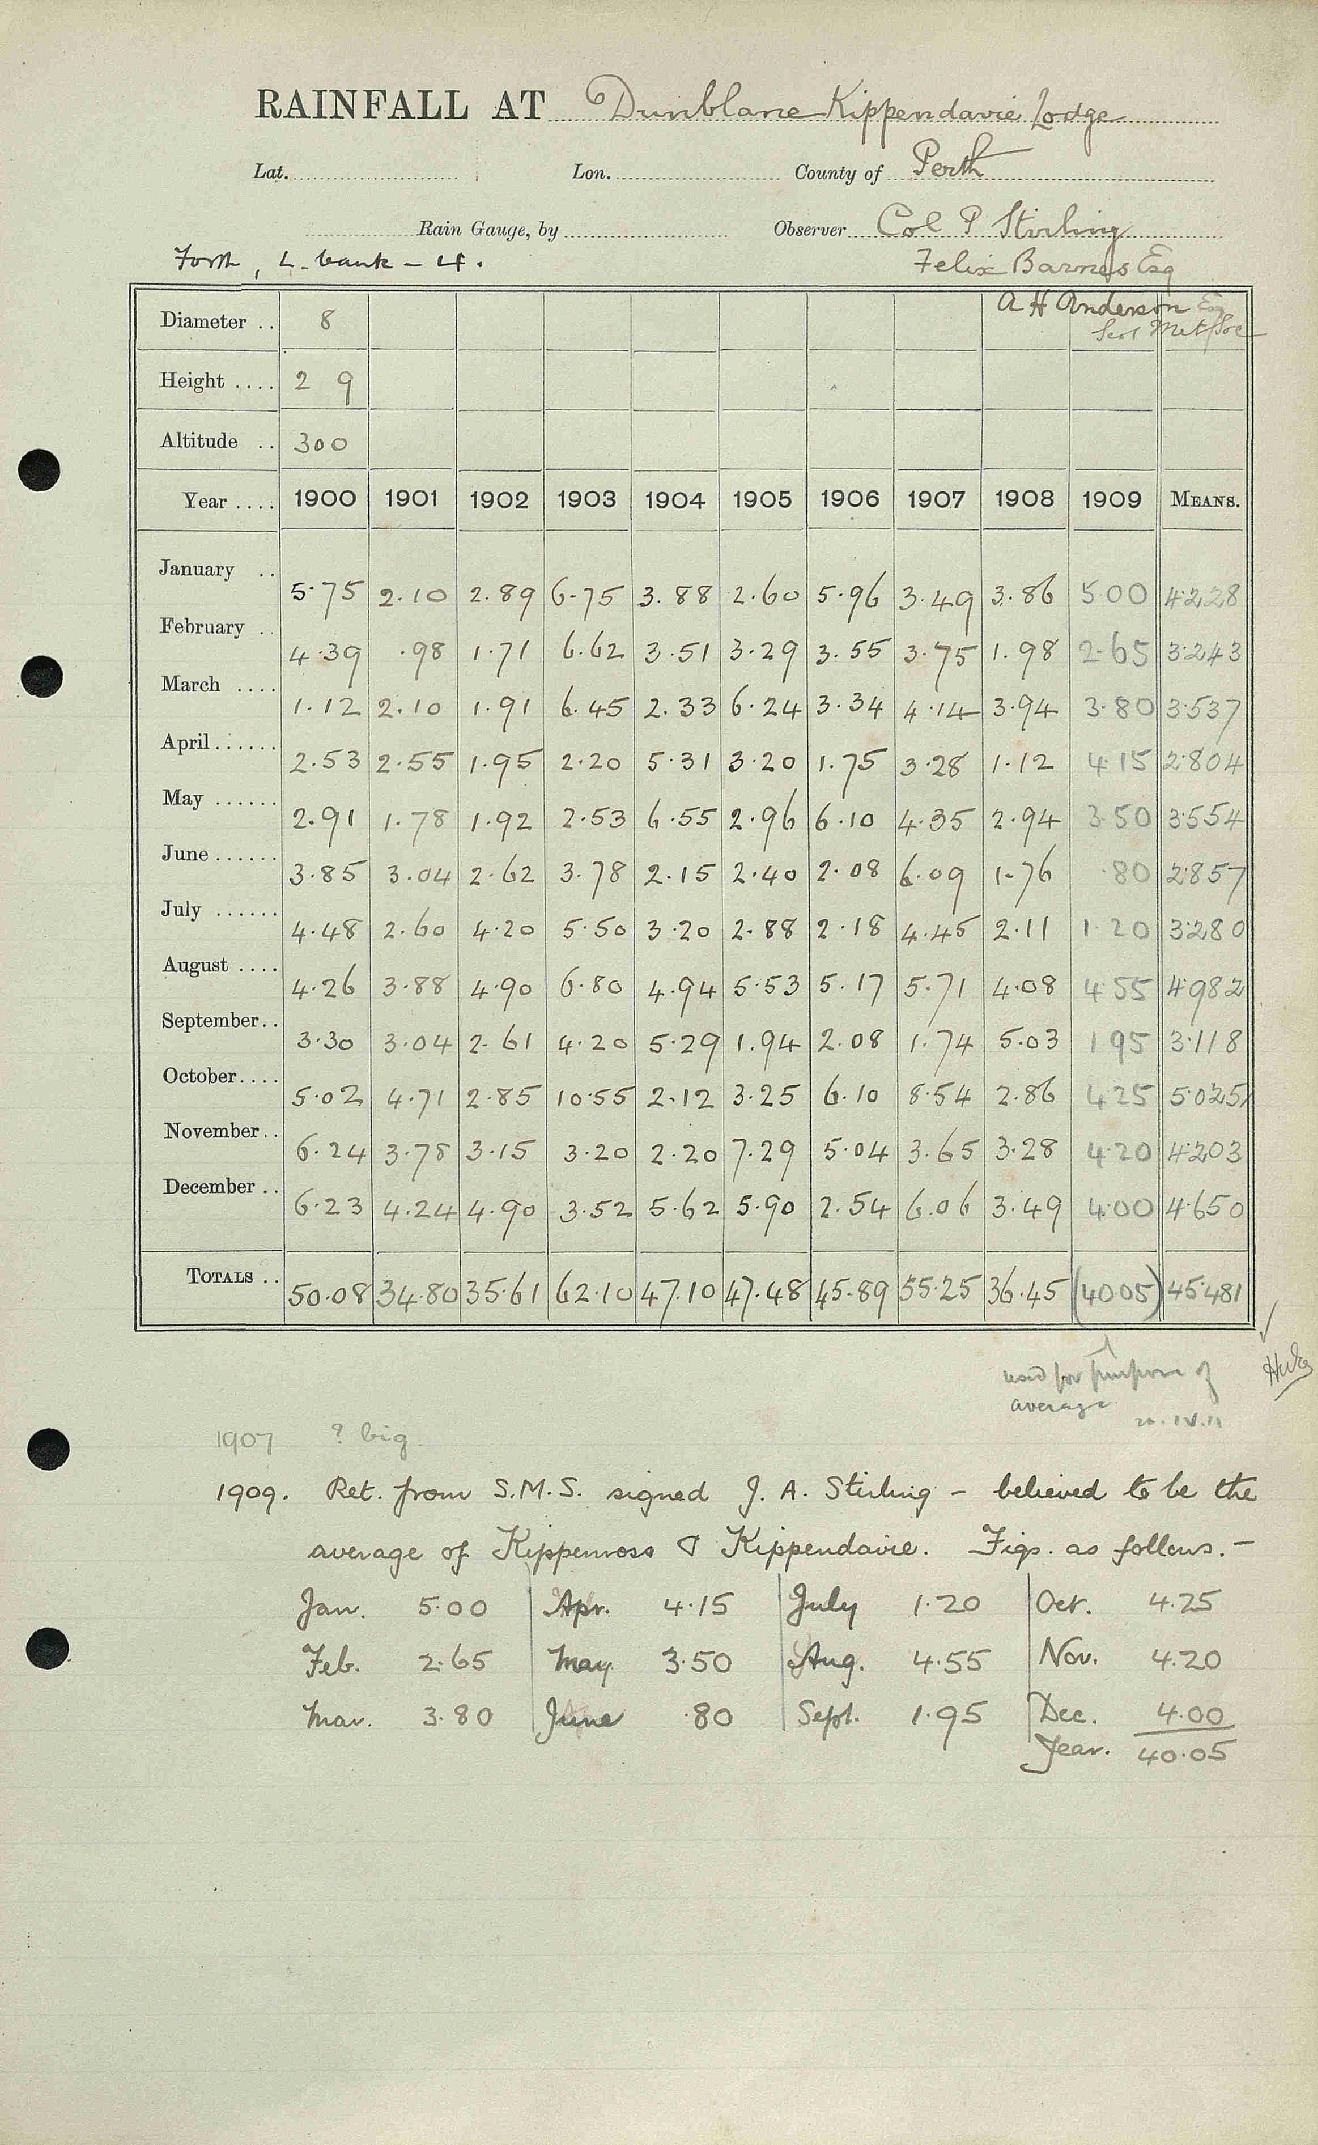 RAINFALL AT Dunblane Kippendavie Lodge
Lat. Lon. County of Perth
Rain Gauge, by Observer Col P Stirling
Forth, L. bank - 4. Felix Barnes Esq
A H Anderson Esq
Scot Met Soc
Diameter .. 8
Height .... 2 9
Altitude .. 300
Year .... 1900 1901 1902 1903 1904 1905 1906 1907 1908 1909 MEANS.
January .. 5.75 2.10 2.89 6.75 3.88 2.60 5.96 3.49 3.86 5.00 4.228
February .. 4.39 .98 1.71 6.62 3.51 3.29 3.55 3.75 1.98 2.65 3.243
March .... 1.12 2.10 1.91 6.45 2.33 6.24 3.34 4.14 3.94 3.80 3.537
April...... 2.53 2.55 1.95 2.20 5.31 3.20 1.75 3.28 1.12 4.15 2.804
May ...... 2.91 1.78 1.92 2.53 6.55 2.96 6.10 4.35 2.94 3.50 3.554
June...... 3.85 3.04 2.62 3.78 2.15 2.40 2.08 6.09 1.76 .80 2.857
July ...... 4.48 2.60 4.20 5.50 3.20 2.88 2.18 4.45 2.11 1.20 3.280
August .... 4.26 3.88 4.90 6.80 4.94 5.53 5.17 5.71 4.08 4.55 4.982
September.. 3.30 3.04 2.61 4.20 5.29 1.94 2.08 1.74 5.03 1.95 3.118
October.... 5.02 4.71 2.85 10.55 2.12 3.25 6.10 8.54 2.86 4.25 5.025
November.. 6.24 3.78 3.15 3.20 2.20 7.29 5.04 3.65 3.28 4.20 4.203
December .. 6.23 4.24 4.90 3.52 5.62 5.90 2.54 6.06 3.49 4.00 4.650
TOTALS .. 50.08 34.80 35.61 62.10 47.10 47.48 45.89 55.25 36.45 (40.05) 45.481
used for purpose of
average
1907 ? big
1909. Ret. from S.M.S. signed J. A. Stirling - believed to be the
average of Kippenross & Kippendavie. Figs. as follows. -
Jan. 5.00 Apr. 4.15 July 1.20 Oct. 4.25
Feb. 2.65 May 3.50 Aug. 4.55 Nov. 4.20
Mar. 3.80 June .80 Sept. 1.95 Dec. 4.00
Year. 40.05